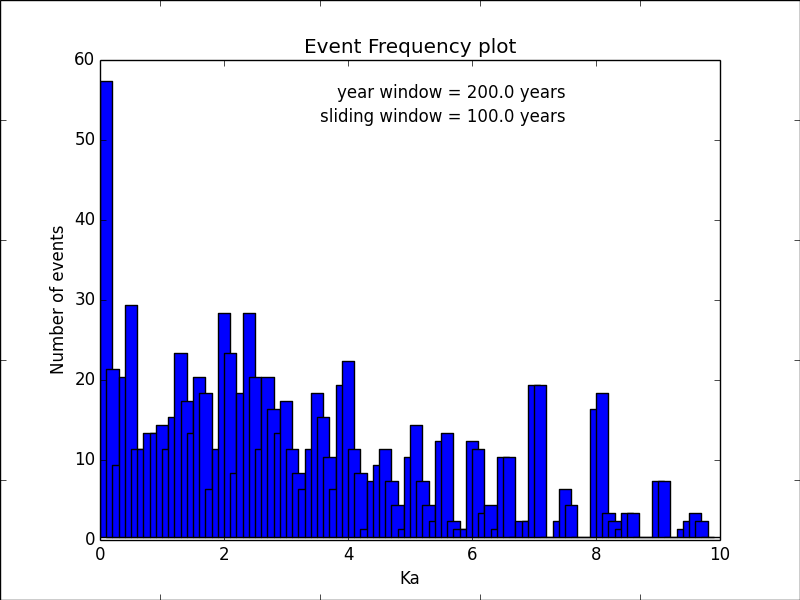 Event Frequency plot
year window = 200.0 years
sliding window = 100.0 years
Number of events
60
50
40
30
20
10
0
0 2 4 6 8 10
Ka